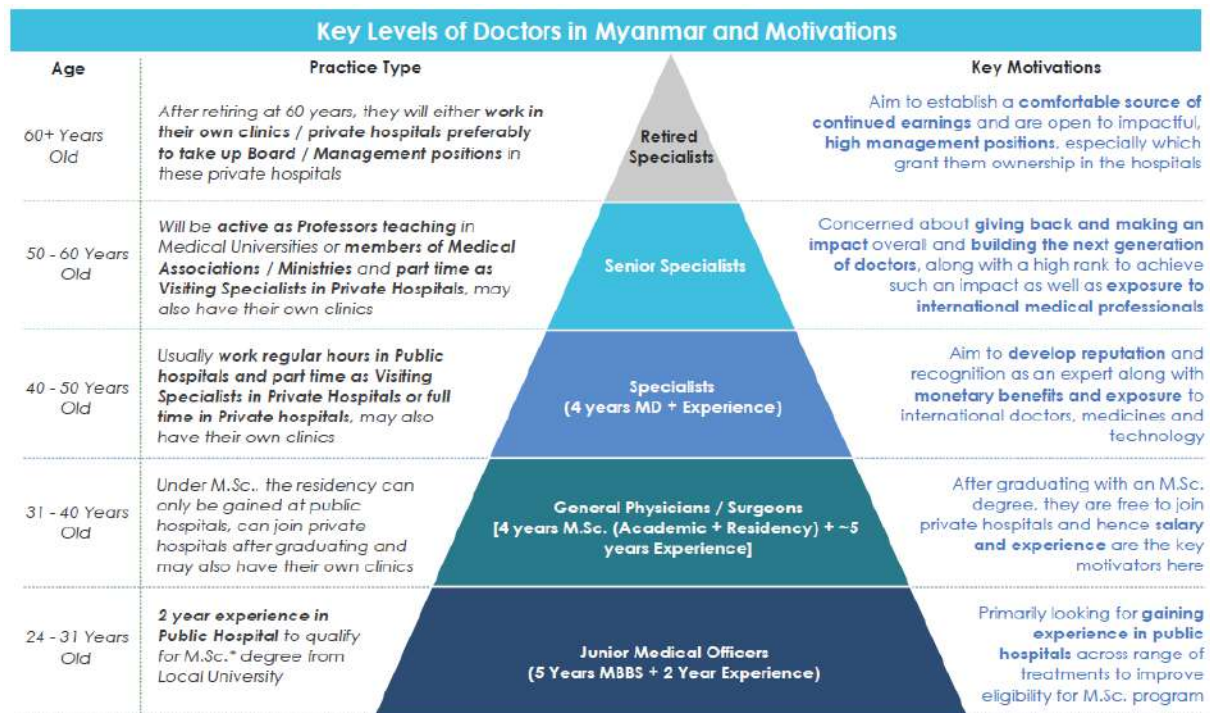 Key Levels of Doctors in Myanmar and Motivations
Age
Practice Type
Key Motivations
60+ Years
Old
After retiring at 60 years, they will either work in
their own clinics / private hospitals preferably
to take up Board / Management positions in
these private hospitals
Retired
Specialists
Aim to establish a comfortable source of
continued earnings and are open to impactful,
high management positions, especially which
grant them ownership in the hospitals
50 - 60 Years
Old
Will be active as Professors teaching in
Medical Universities or members of Medical
Associations / Ministries and part time as
Visiting Specialists in Private Hospitals, may
also have their own clinics
Senior Specialists
Concerned about giving back and making an
impact overall and building the next generation
of doctors, along with a high rank to achieve
such an impact as well as exposure to
international medical professionals
40 - 50 Years
Old
Usually work regular hours in Public
hospitals and part time as Visiting
Specialists in Private Hospitals or full
time in Private hospitals, may also
have their own clinics
Specialists
(4 years MD + Experience)
Aim to develop reputation and
recognition as an expert along with
monetary benefits and exposure to
international doctors, medicines and
technology
31 - 40 Years
Old
Under M.Sc., the residency can
only be gained at public
hospitals, can join private
hospitals after graduating and
may also have their own clinics
General Physicians / Surgeons
[4 years M.Sc. (Academic + Residency) + ~5
years Experience]
After graduating with an M.Sc.
degree, they are free to join
private hospitals and hence salary
and experience are the key
motivators here
24 - 31 Years
Old
2 year experience in
Public Hospital to qualify
for M.Sc.* degree from
Local University
Junior Medical Officers
(5 Years MBBS + 2 Year Experience)
Primarily looking for gaining
experience in public
hospitals across range of
treatments to improve
eligibility for M.Sc. program